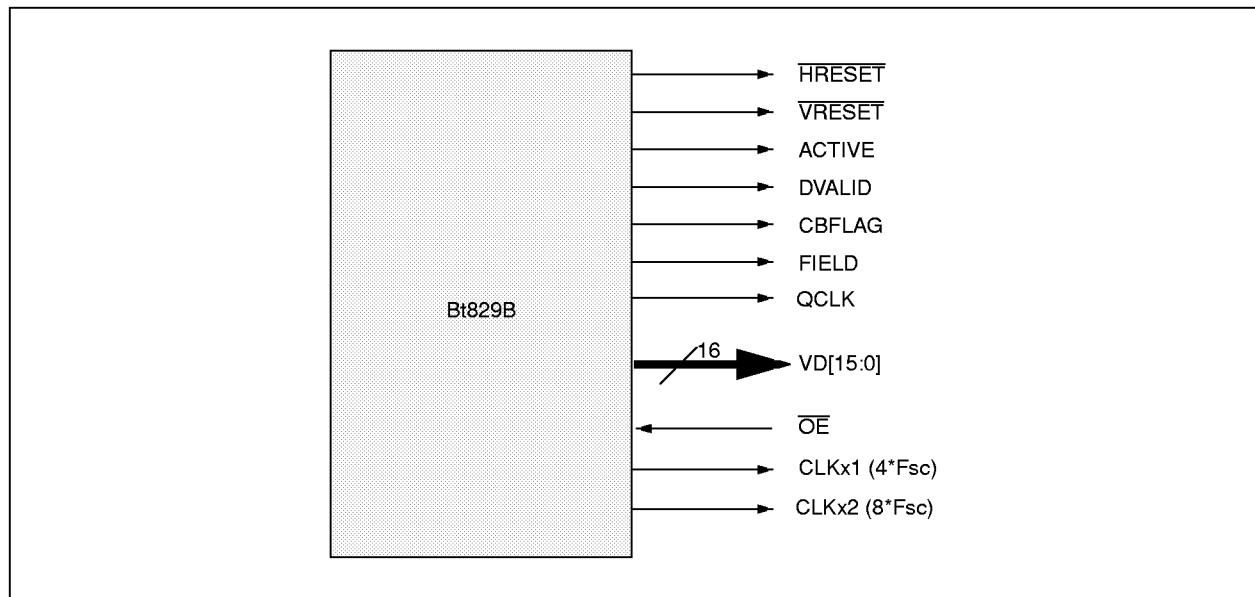 HRESET
VRESET
ACTIVE
DVALID
CBFLAG
FIELD
QCLK
Bt829B
16
VD[15:0]
OE
CLKx1 (4*Fsc)
CLKx2 (8*Fsc)